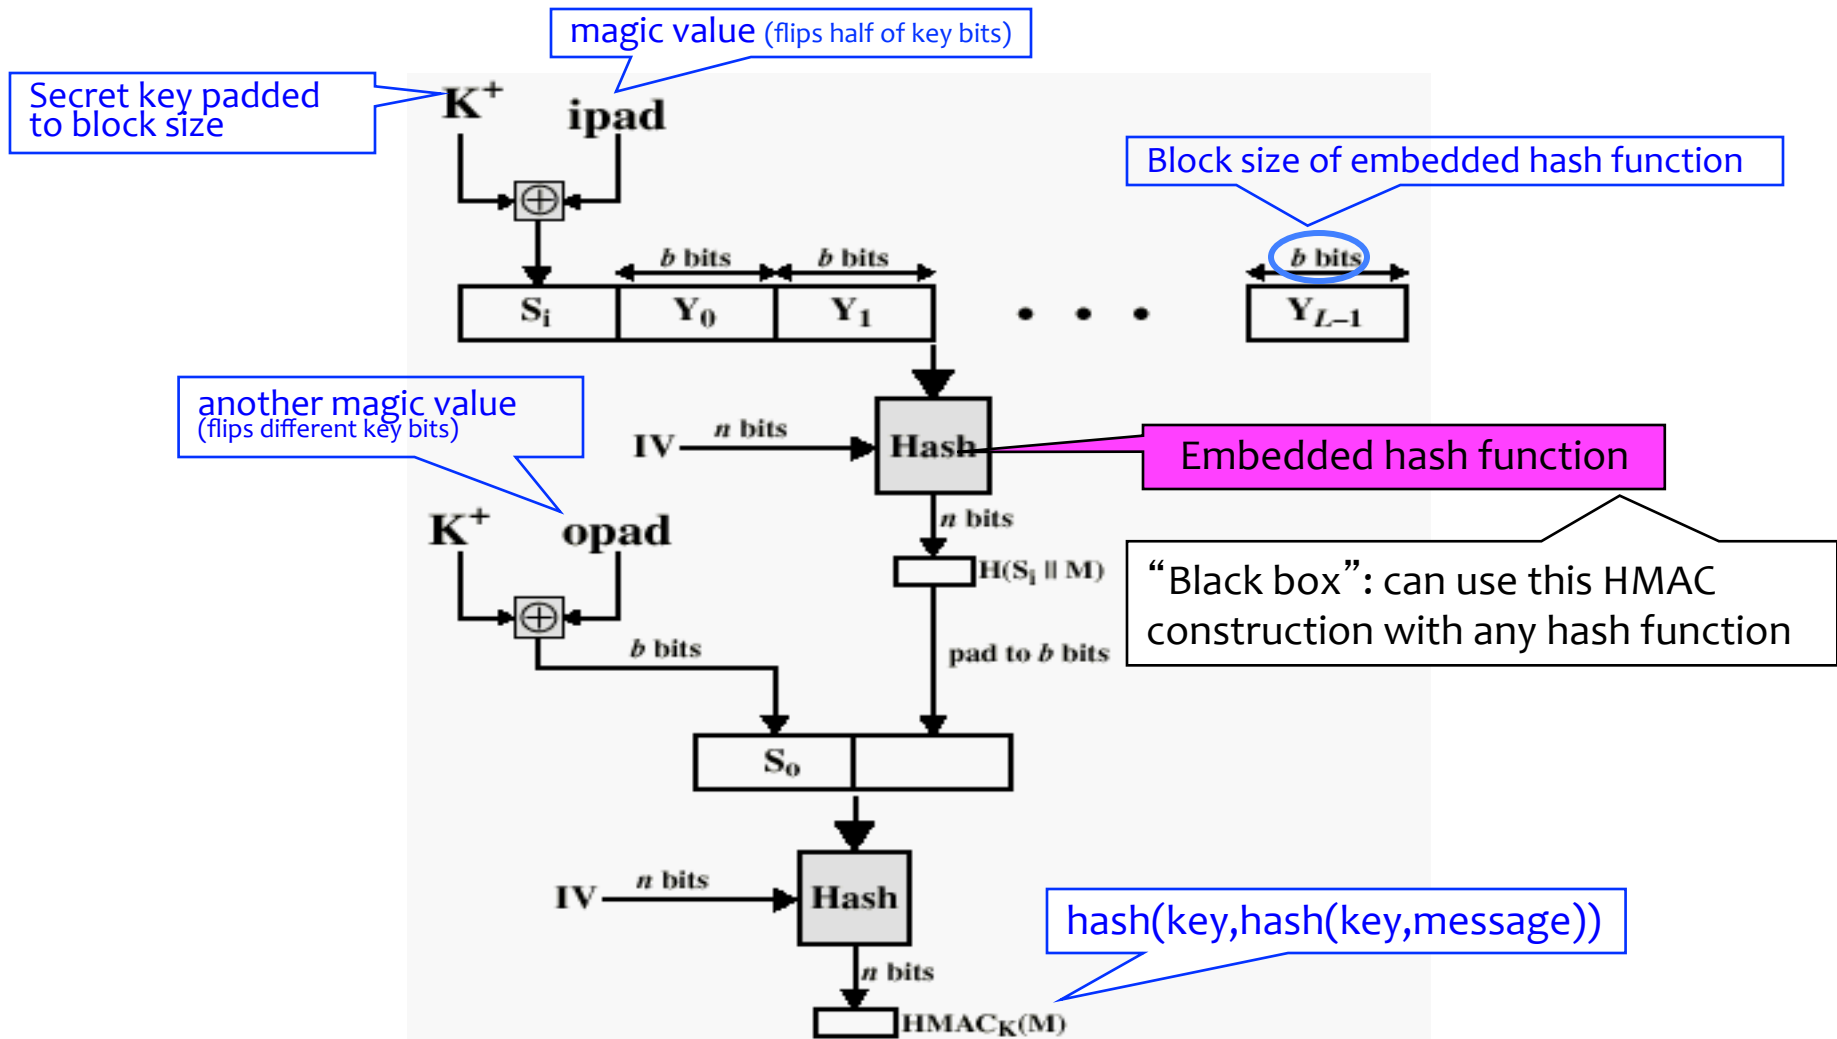 magic value (flips half of key bits)
Secret key padded
to block size
K⁺
ipad
Block size of embedded hash function
⊕
b bits
b bits
b bits
Sᵢ
Y₀
Y₁
• • •
Y_L–1
another magic value
(flips different key bits)
IV
n bits
Hash
Embedded hash function
n bits
K⁺
opad
H(Sᵢ || M)
“Black box”: can use this HMAC
construction with any hash function
⊕
b bits
pad to b bits
Sₒ
IV
n bits
Hash
hash(key,hash(key,message))
n bits
HMAC_K(M)